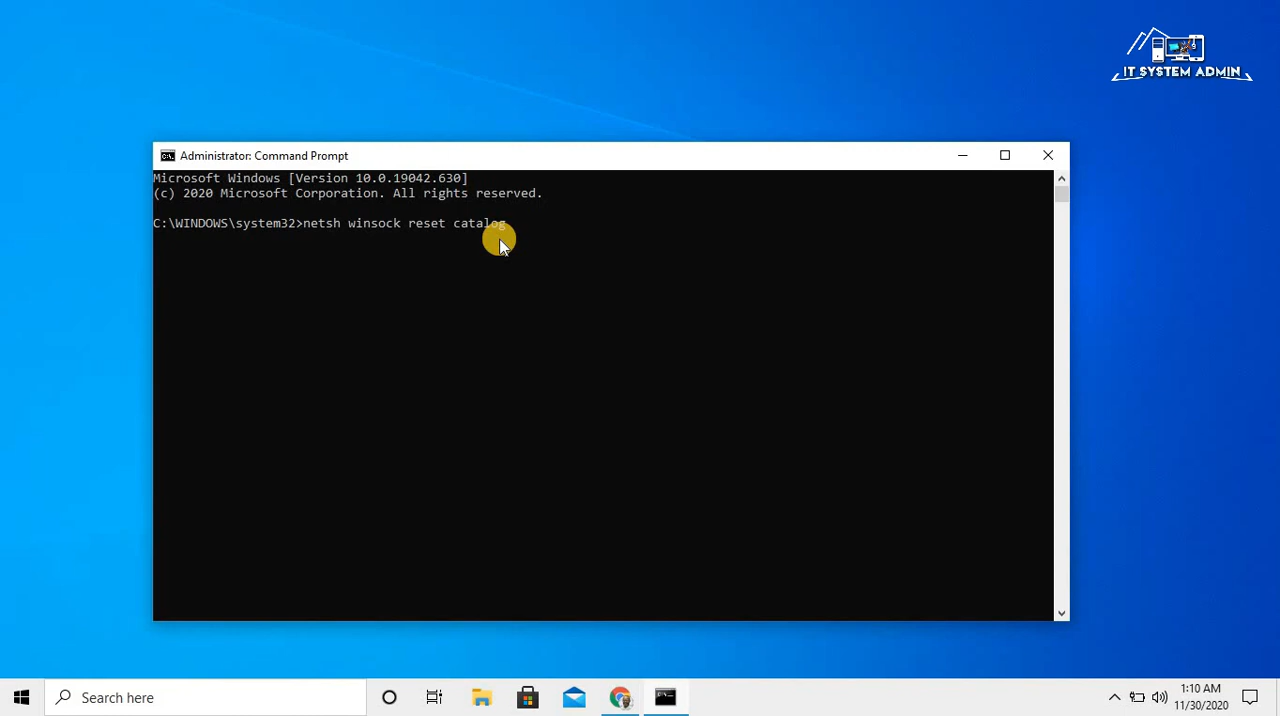 IT SYSTEM ADMIN
Administrator: Command Prompt
Microsoft Windows [Version 10.0.19042.630]
(c) 2020 Microsoft Corporation. All rights reserved.
C:\WINDOWS\system32>netsh winsock reset catalog
Search here
1:10 AM
11/30/2020